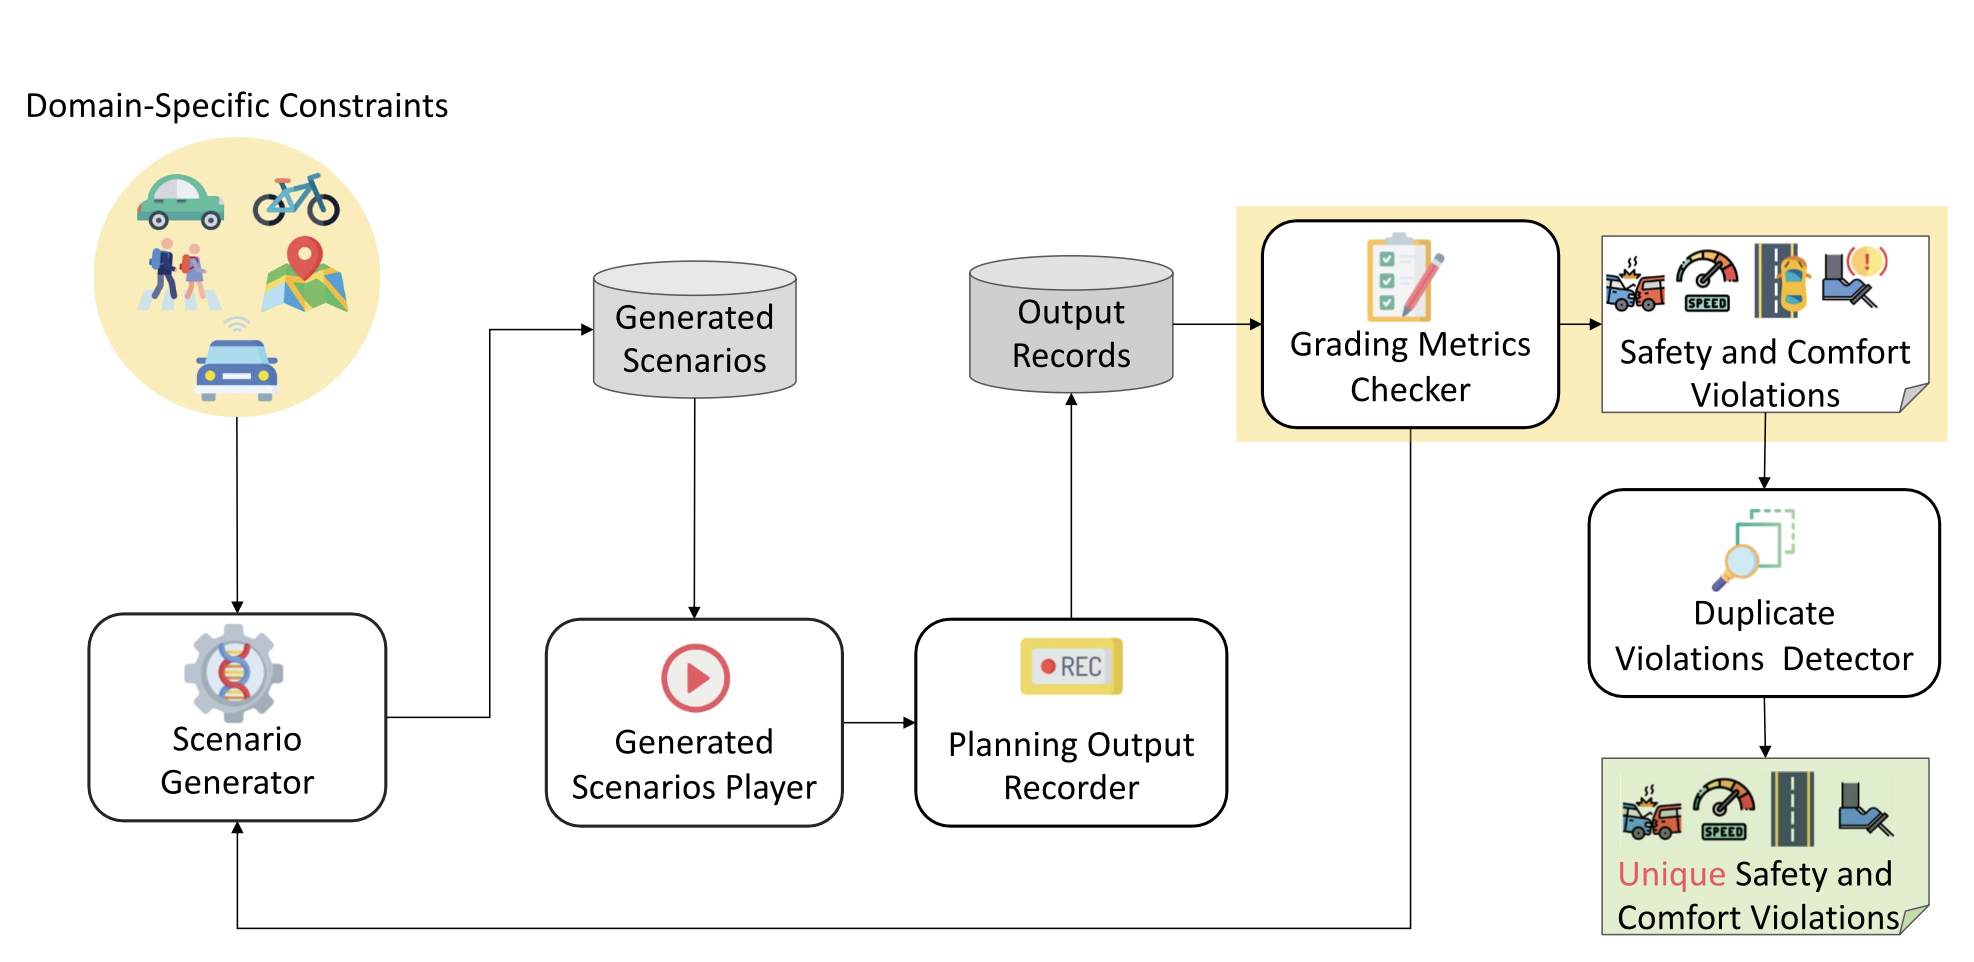 Domain-Specific Constraints
Generated
Scenarios
Output
Records
Grading Metrics
Checker
SPEED
Safety and Comfort
Violations
Scenario
Generator
Generated
Scenarios Player
REC
Planning Output
Recorder
Duplicate
Violations Detector
SPEED
Unique Safety and
Comfort Violations